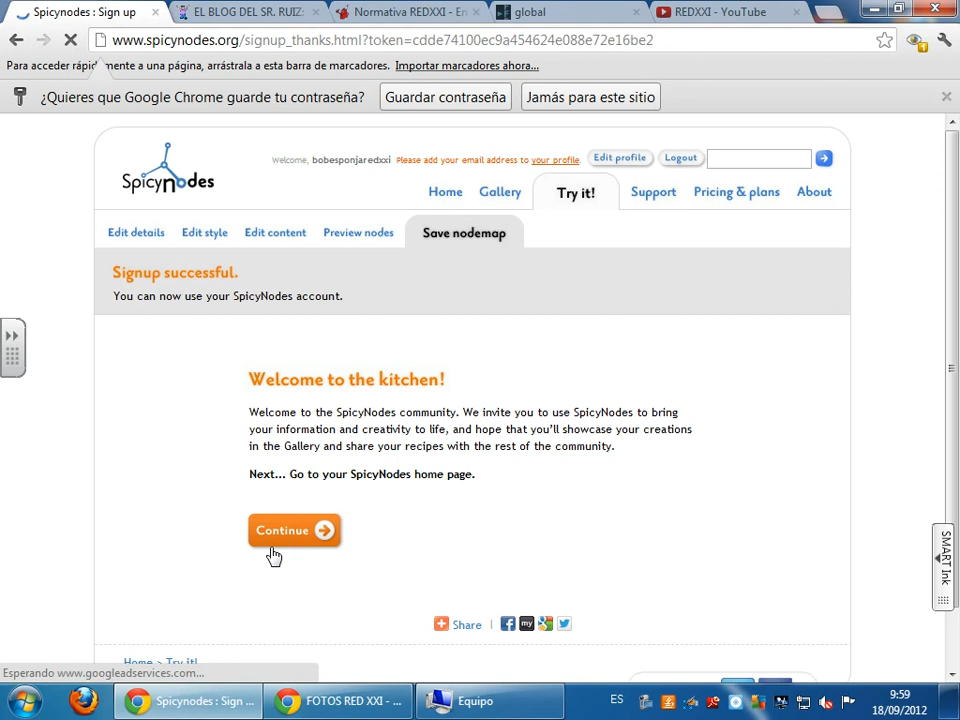 Spicynodes : Sign up
EL BLOG DEL SR. RUIZ:
Normativa REDXXI - En
global
REDXXI - YouTube
www.spicynodes.org/signup_thanks.html?token=cdde74100ec9a454624e088e72e16be2
Para acceder rápidamente a una página, arrástrala a esta barra de marcadores. Importar marcadores ahora...
¿Quieres que Google Chrome guarde tu contraseña? Guardar contraseña Jamás para este sitio
Welcome, bobesponjaredxxi Please add your email address to your profile. Edit profile Logout
Spicynodes
Home Gallery Try it! Support Pricing & plans About
Edit details Edit style Edit content Preview nodes Save nodemap
Signup successful.
You can now use your SpicyNodes account.
Welcome to the kitchen!
Welcome to the SpicyNodes community. We invite you to use SpicyNodes to bring
your information and creativity to life, and hope that you'll showcase your creations
in the Gallery and share your recipes with the rest of the community.
Next... Go to your SpicyNodes home page.
Continue
SMART Ink
Share | my
Home > Try it!
Esperando www.googleadservices.com...
Spicynodes : Sign ...
FOTOS RED XXI - ...
Equipo
ES
9:59
18/09/2012